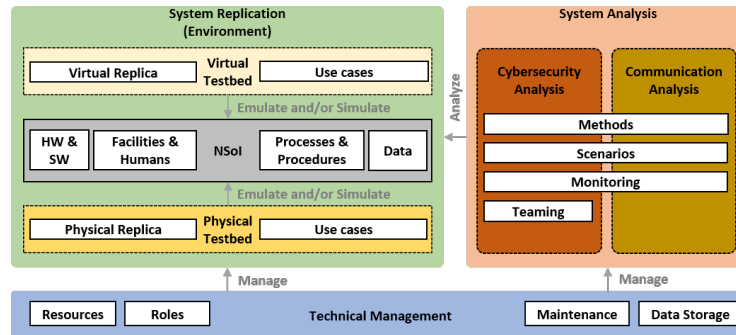 System Replication
(Environment)
Virtual Replica
Virtual
Testbed
Use cases
Emulate and/or Simulate
HW &
SW
Facilities &
Humans
NSoI
Processes &
Procedures
Data
Emulate and/or Simulate
Physical Replica
Physical
Testbed
Use cases
Analyze
System Analysis
Cybersecurity
Analysis
Communication
Analysis
Methods
Scenarios
Monitoring
Teaming
Manage
Manage
Resources
Roles
Technical Management
Maintenance
Data Storage